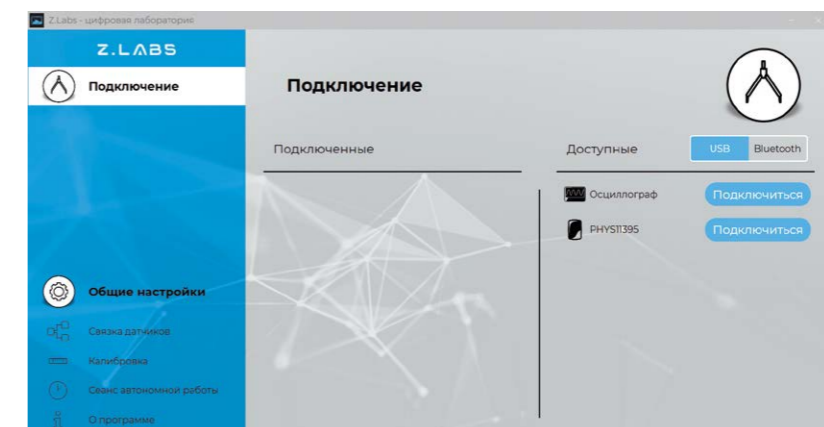 Z.Labs - цифровая лаборатория
Z.LABS
Подключение
Общие настройки
Связка датчиков
Калибровка
Сеанс автономной работы
О программе
Подключение
Подключенные
Доступные
USB
Bluetooth
Осциллограф
Подключиться
PHYS11395
Подключиться